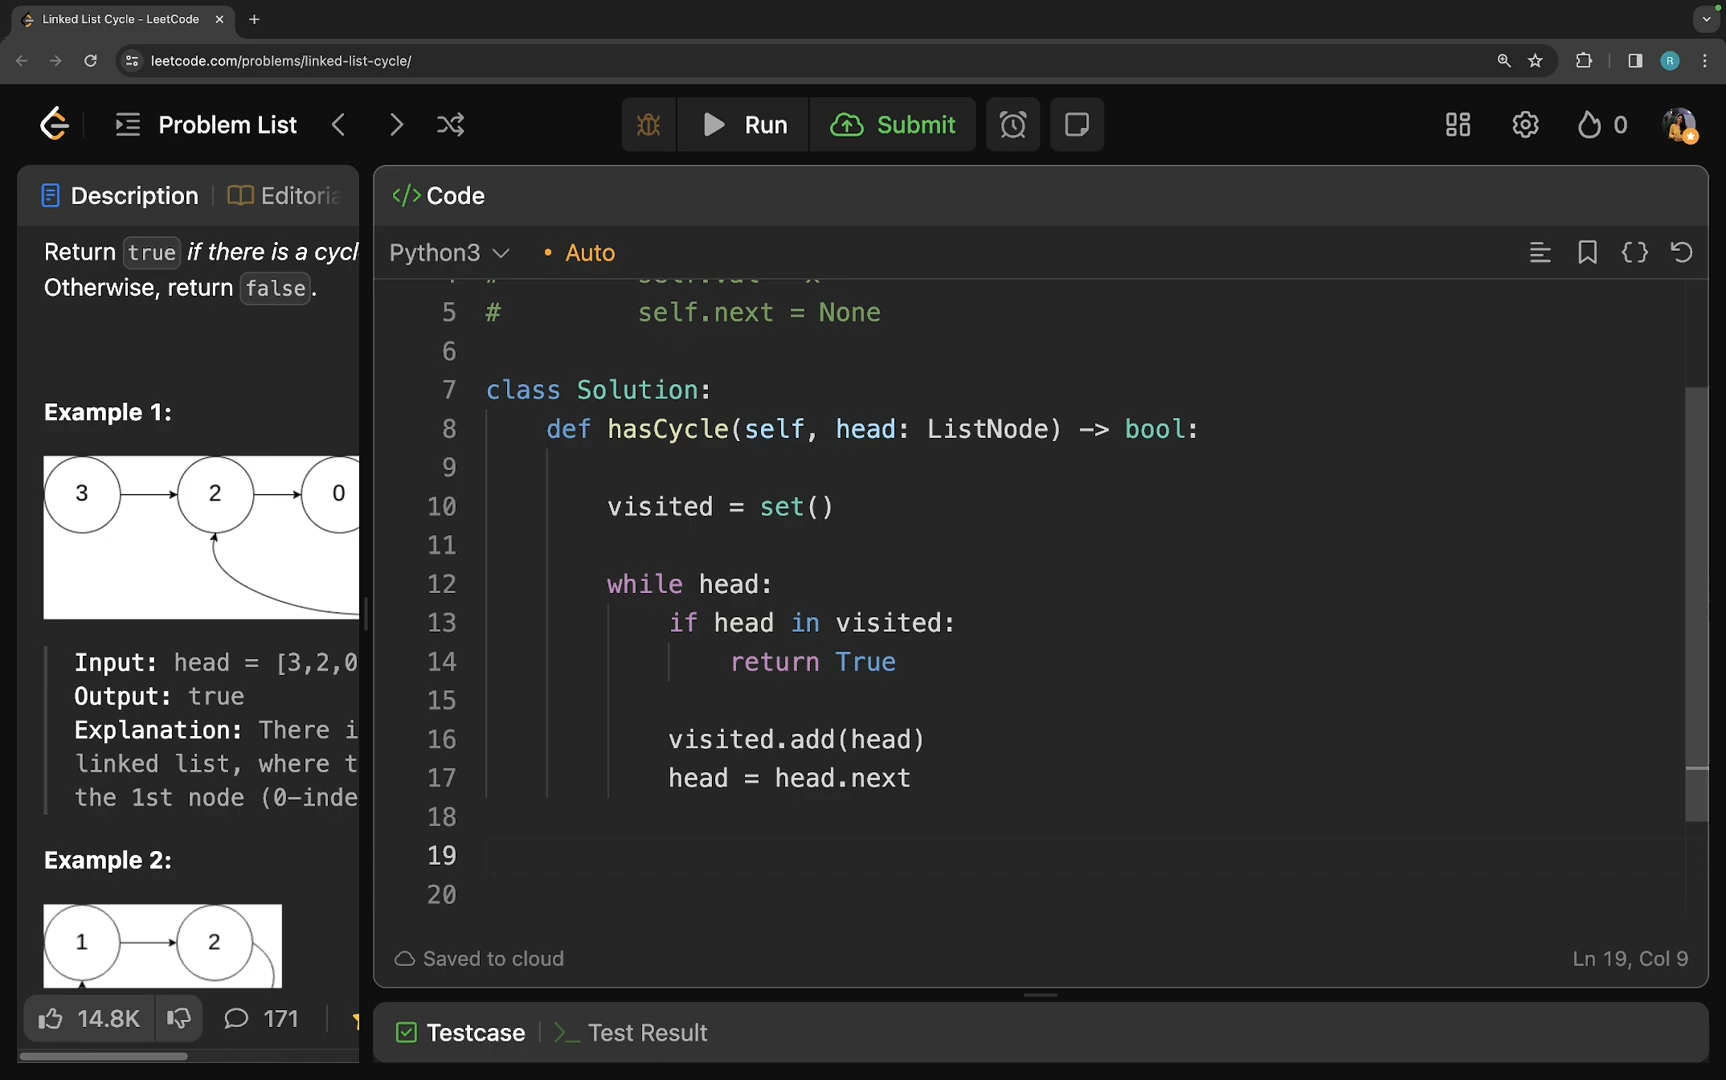 Linked List Cycle - LeetCode
leetcode.com/problems/linked-list-cycle/
R
Problem List
Run
Submit
0
Description
Editoria
Return true if there is a cycl
Otherwise, return false.
Example 1:
3
2
0
Input: head = [3,2,0
Output: true
Explanation: There i
linked list, where t
the 1st node (0-inde
Example 2:
1
2
14.8K
171
</> Code
Python3
• Auto
5 #         self.next = None
6
7 class Solution:
8     def hasCycle(self, head: ListNode) -> bool:
9
10         visited = set()
11
12         while head:
13             if head in visited:
14                 return True
15
16             visited.add(head)
17             head = head.next
18
19
20
Saved to cloud
Ln 19, Col 9
Testcase
>_ Test Result